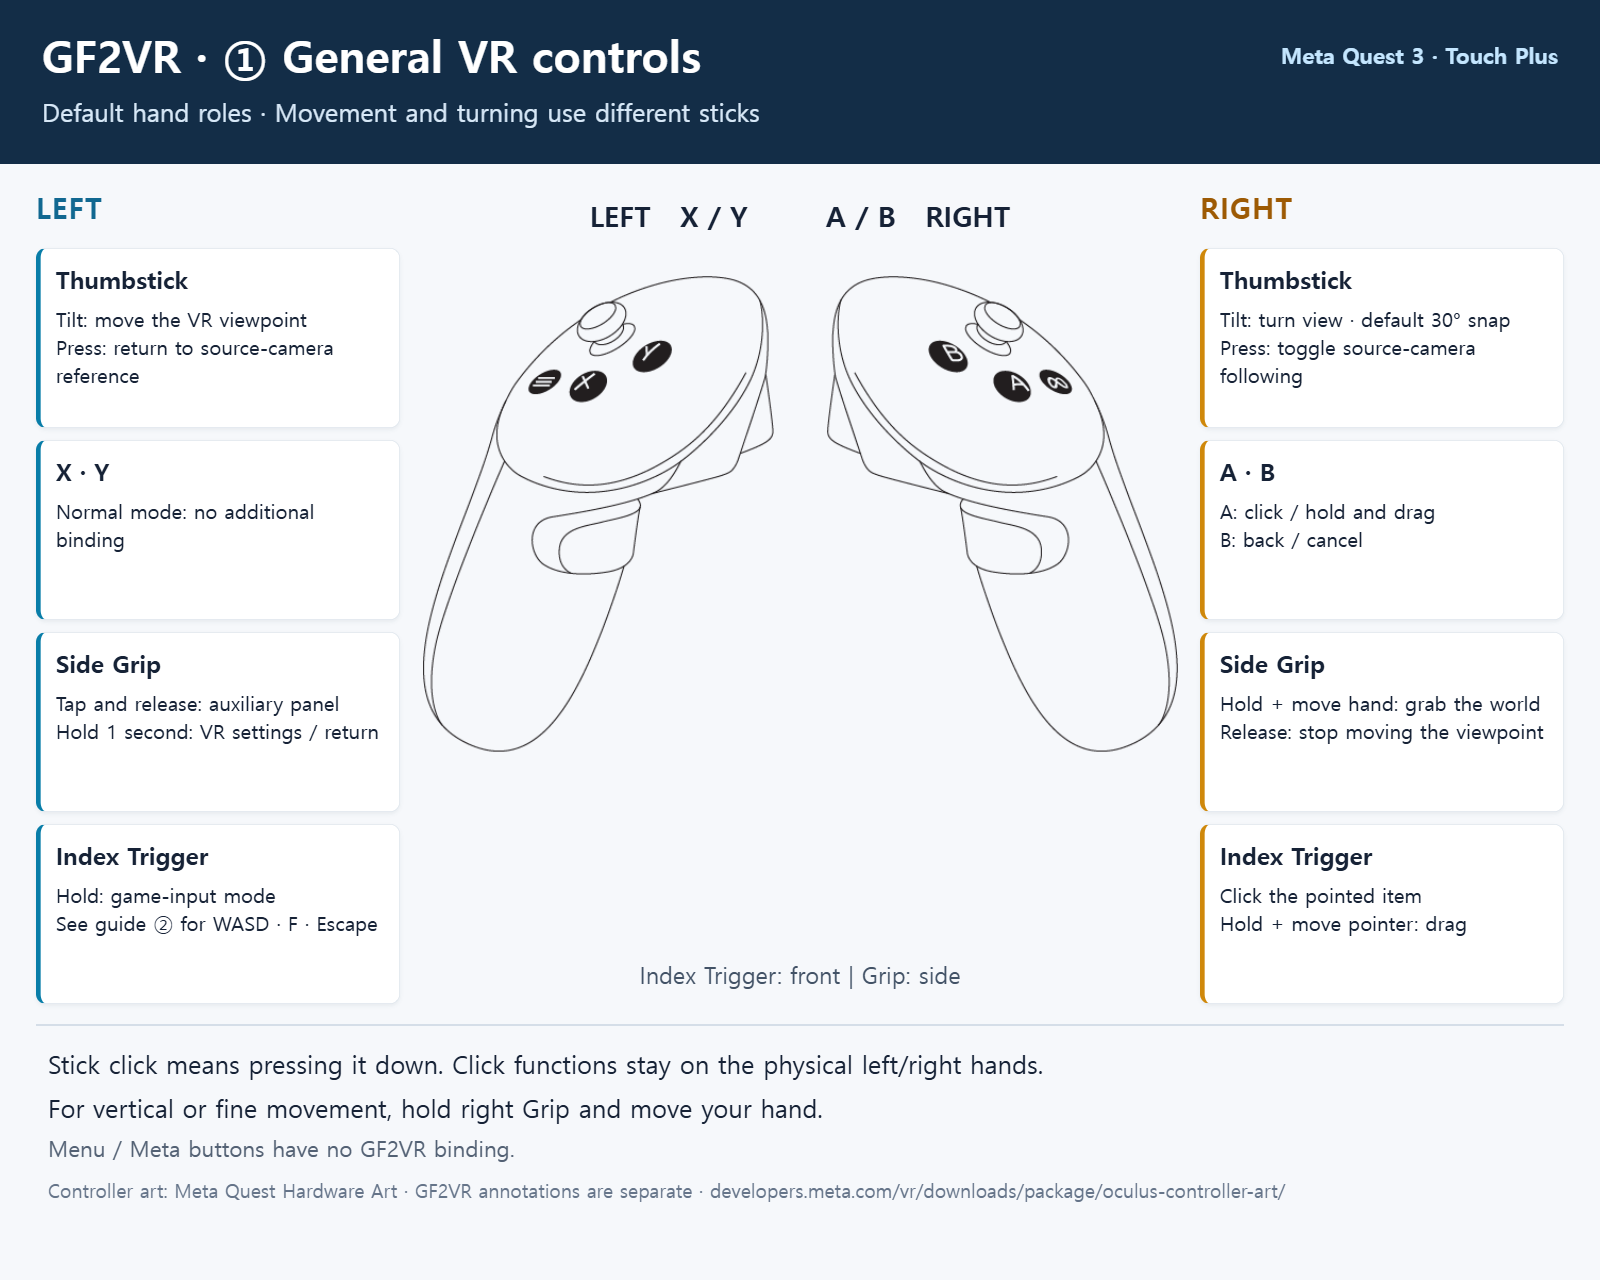 GF2VR · ① General VR controls
Meta Quest 3 · Touch Plus
Default hand roles · Movement and turning use different sticks
LEFT
Thumbstick
Tilt: move the VR viewpoint
Press: return to source-camera
reference
X · Y
Normal mode: no additional
binding
Side Grip
Tap and release: auxiliary panel
Hold 1 second: VR settings / return
Index Trigger
Hold: game-input mode
See guide ② for WASD · F · Escape
LEFT X / Y A / B RIGHT
Y
X
B
A
Index Trigger: front | Grip: side
RIGHT
Thumbstick
Tilt: turn view · default 30° snap
Press: toggle source-camera
following
A · B
A: click / hold and drag
B: back / cancel
Side Grip
Hold + move hand: grab the world
Release: stop moving the viewpoint
Index Trigger
Click the pointed item
Hold + move pointer: drag
Stick click means pressing it down. Click functions stay on the physical left/right hands.
For vertical or fine movement, hold right Grip and move your hand.
Menu / Meta buttons have no GF2VR binding.
Controller art: Meta Quest Hardware Art · GF2VR annotations are separate · developers.meta.com/vr/downloads/package/oculus-controller-art/